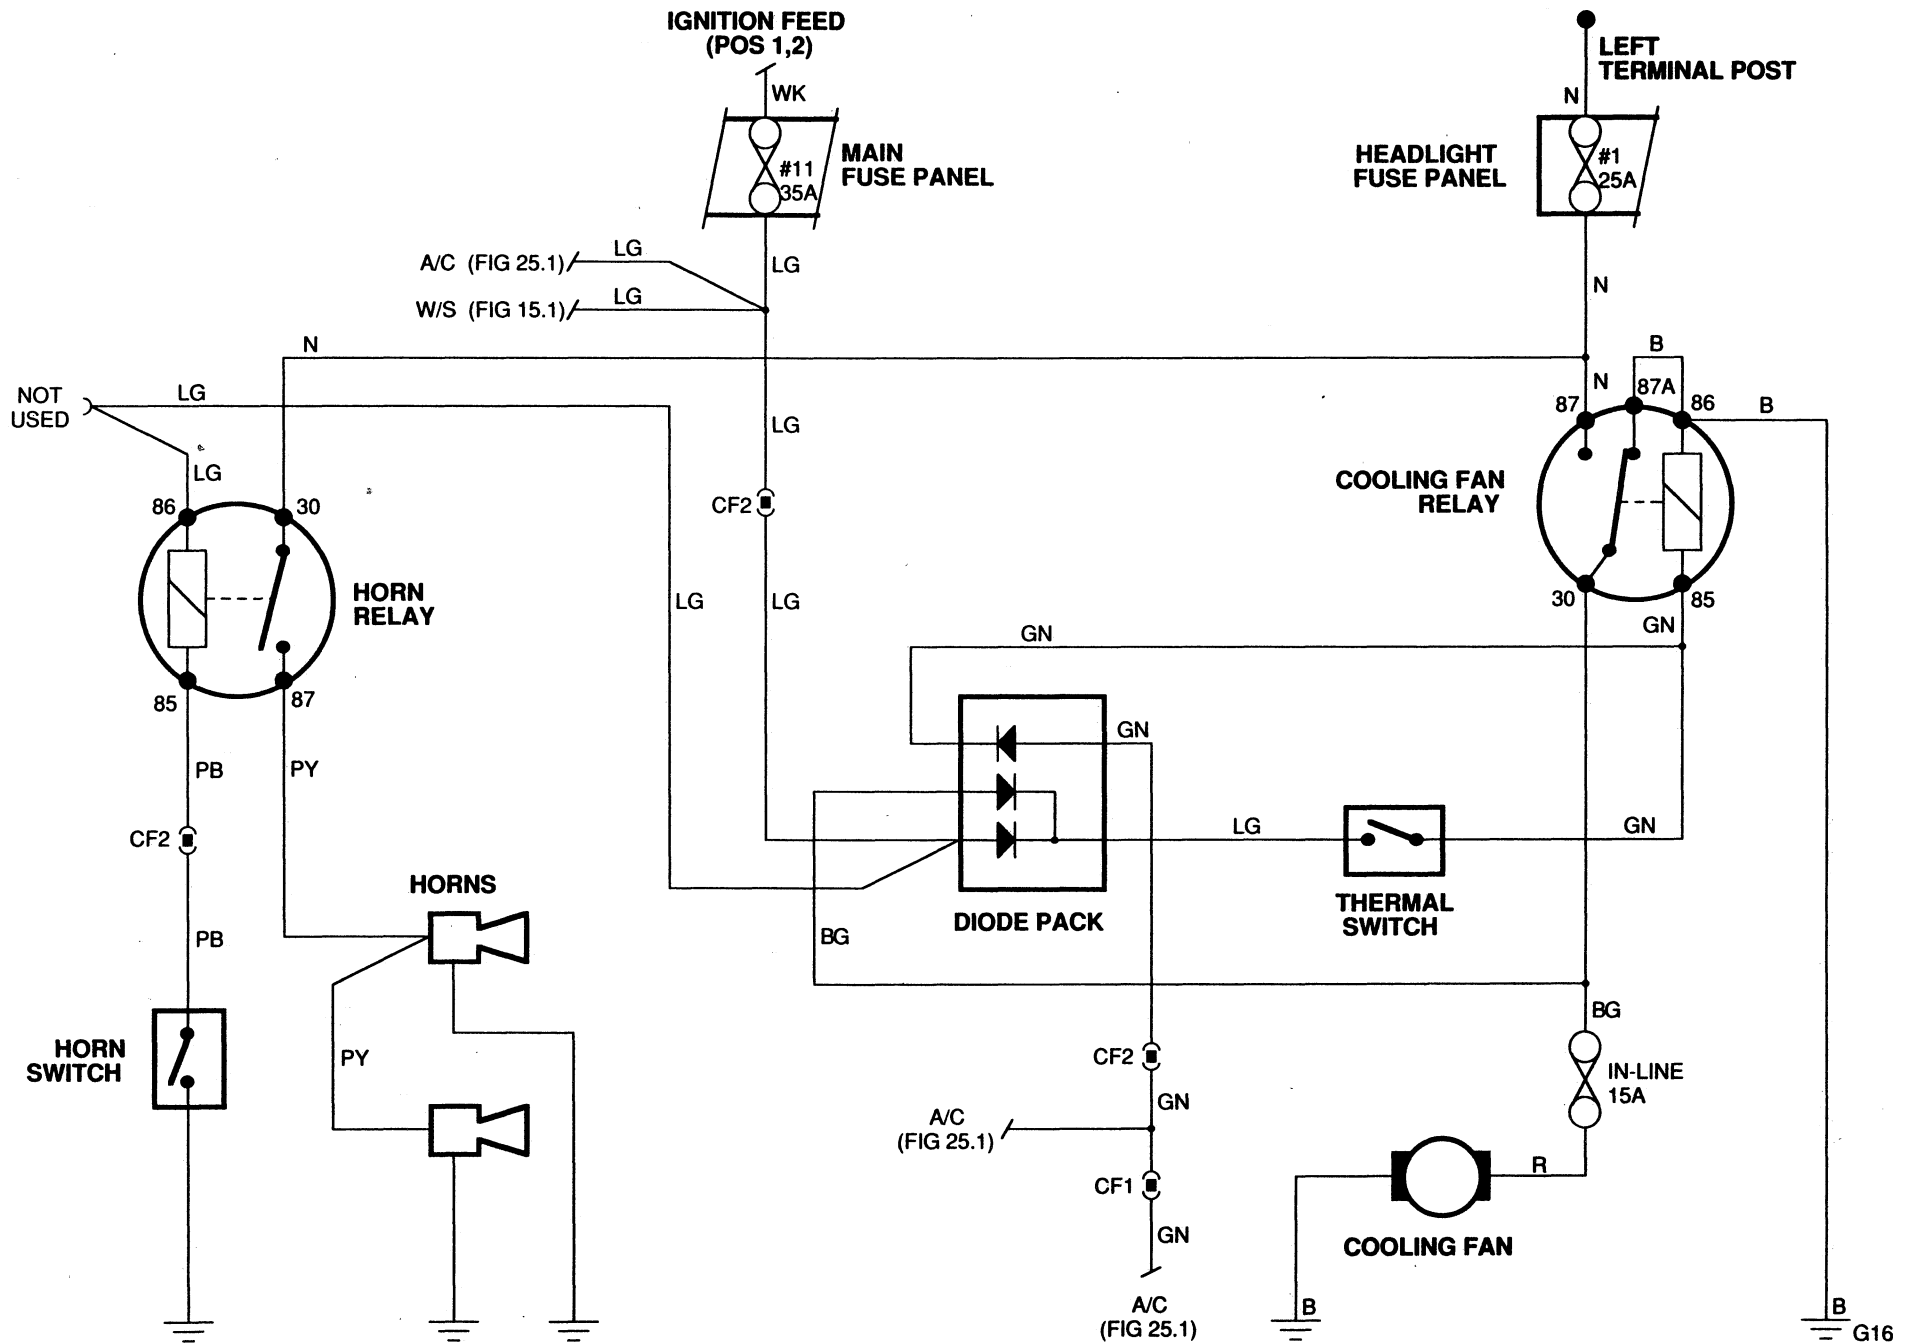 IGNITION FEED
(POS 1,2)
WK
#11
35A
MAIN
FUSE PANEL
LEFT
TERMINAL POST
N
HEADLIGHT
FUSE PANEL
#1
25A
A/C (FIG 25.1)
LG
LG
W/S (FIG 15.1)
LG
N
N
NOT
USED
LG
LG
LG
N
B
87A
87
86
B
COOLING FAN
RELAY
30
85
GN
86
30
HORN
RELAY
85
87
CF2
LG
LG
GN
GN
PB
PY
CF2
PB
HORNS
HORN
SWITCH
PY
DIODE PACK
BG
LG
GN
THERMAL
SWITCH
BG
IN-LINE
15A
CF2
GN
A/C
(FIG 25.1)
CF1
GN
A/C
(FIG 25.1)
R
COOLING FAN
B
B
G16